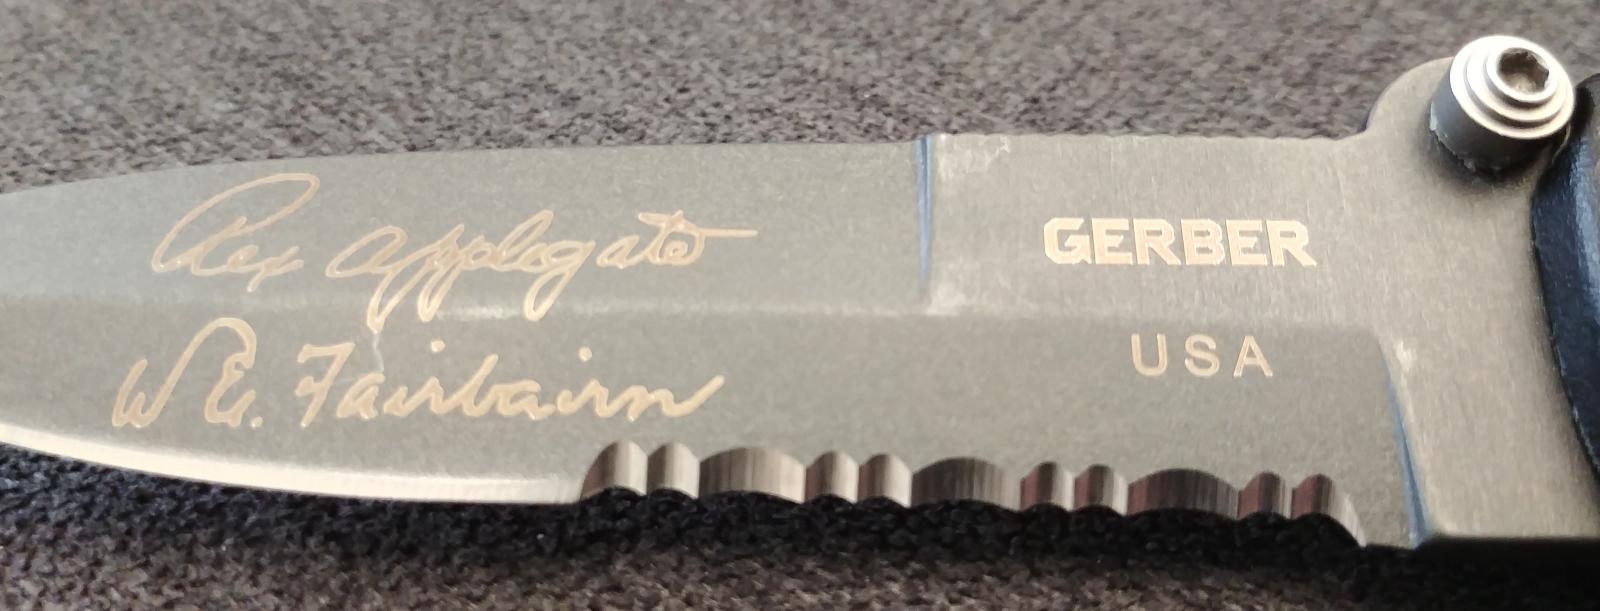 Rex Applegate
W E. Fairbairn
GERBER
USA